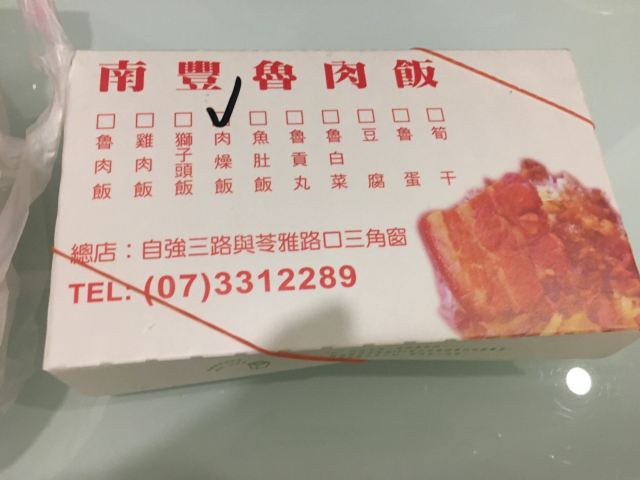 南豐魯肉飯
魯肉飯
雞肉飯
獅子頭飯
肉燥飯
魚肚飯
魯貢丸
魯白菜
豆腐
魯蛋
筍干
總店：自強三路與苓雅路口三角窗
TEL: (07)3312289